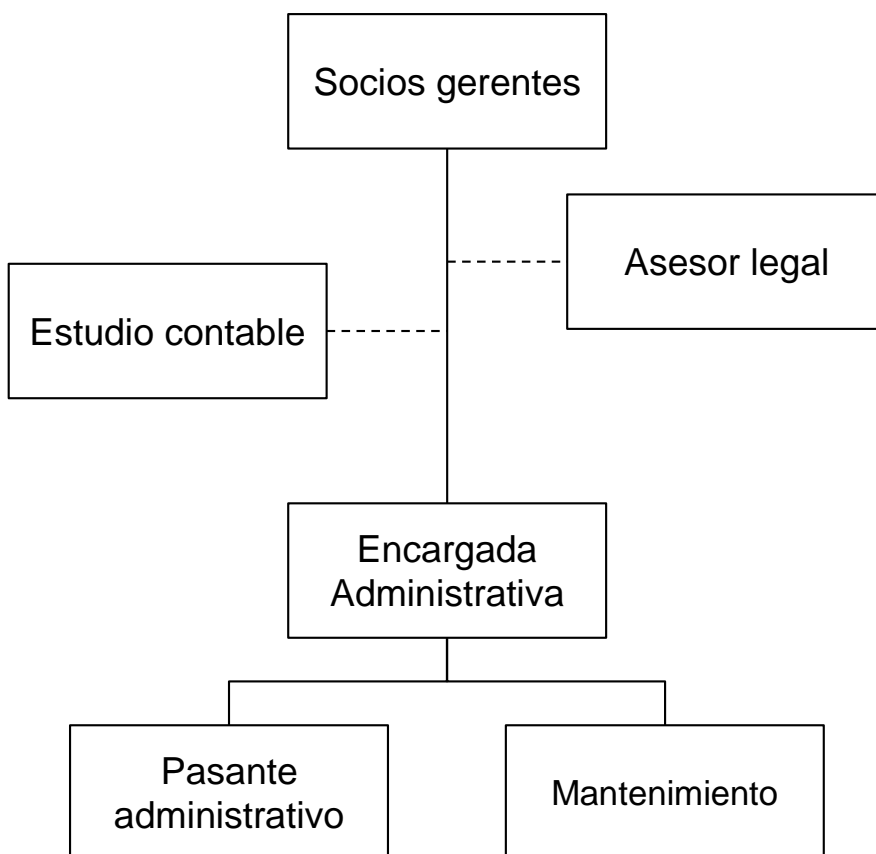 Socios gerentes
Asesor legal
Estudio contable
Encargada
Administrativa
Pasante
administrativo
Mantenimiento